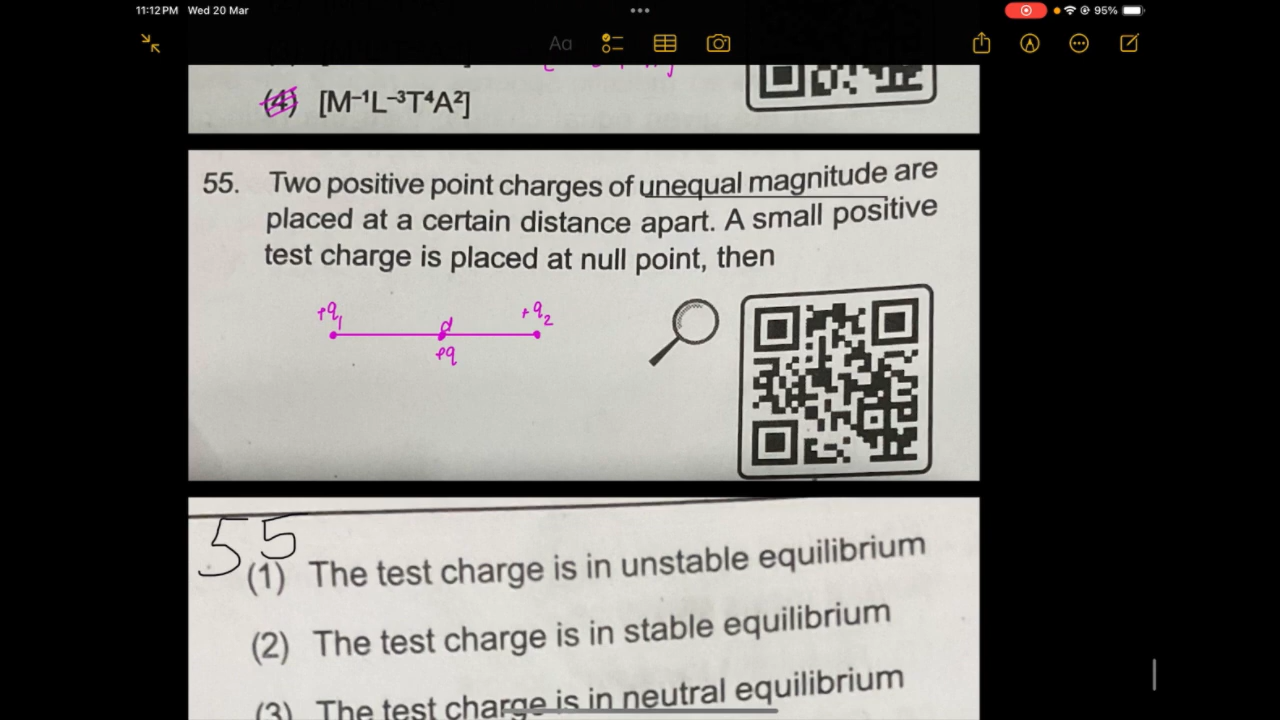 11:12 PM Wed 20 Mar
95%
Aa
(4) [M⁻¹L⁻³T⁴A²]
55. Two positive point charges of unequal magnitude are
placed at a certain distance apart. A small positive
test charge is placed at null point, then
+q₁ d +q₂
+q
55
(1) The test charge is in unstable equilibrium
(2) The test charge is in stable equilibrium
(3) The test charge is in neutral equilibrium